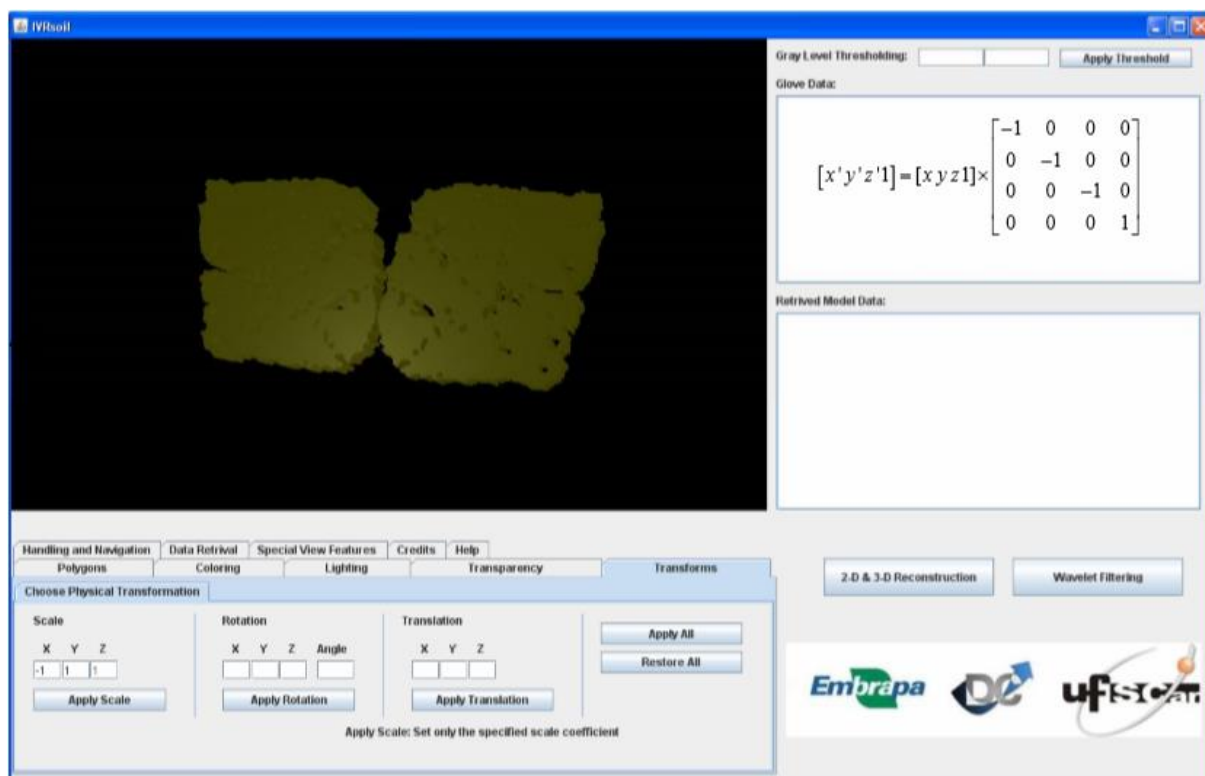 IVRsoil
Gray Level Thresholding:
Apply Threshold
Glove Data:
[x' y' z' 1] = [x y z 1] ×
-1 0 0 0
0 -1 0 0
0 0 -1 0
0 0 0 1
Retrived Model Data:
Handling and Navigation Data Retrival Special View Features Credits Help
Polygons Coloring Lighting Transparency Transforms
Choose Physical Transformation
Scale Rotation Translation
X Y Z X Y Z Angle X Y Z
-1 1 1
Apply Scale Apply Rotation Apply Translation
Apply All
Restore All
Apply Scale: Set only the specified scale coefficient
2-D & 3-D Reconstruction Wavelet Filtering
Embrapa DC ufscar